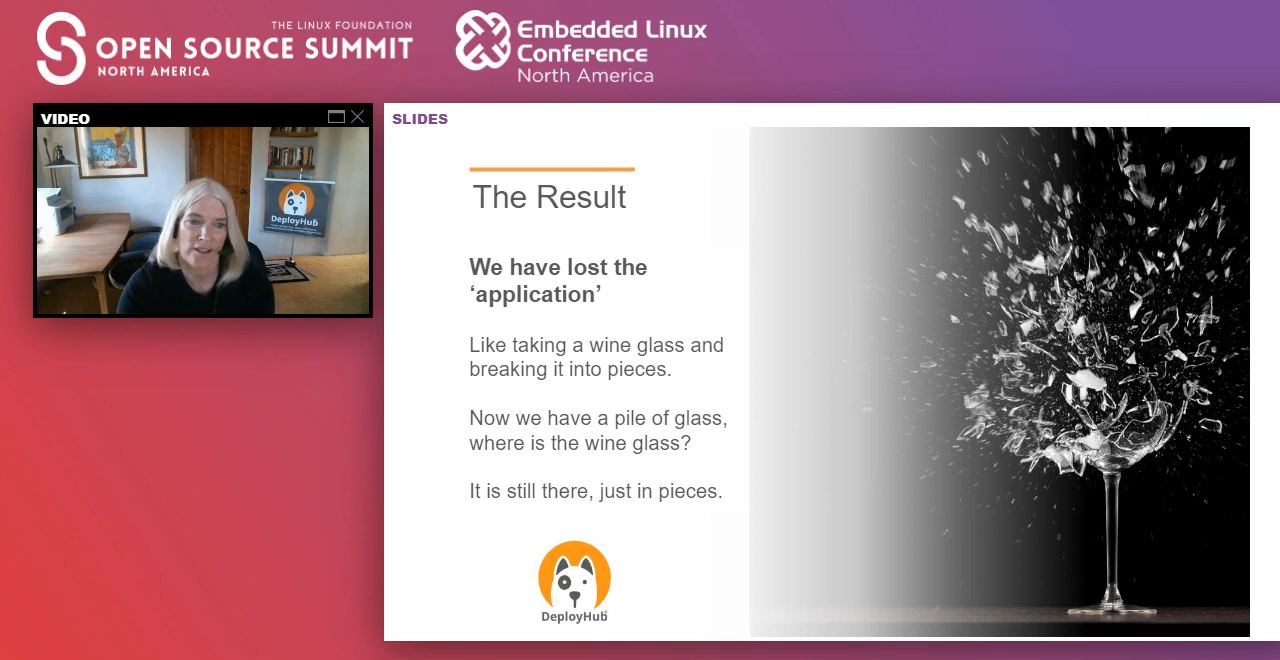 THE LINUX FOUNDATION
OPEN SOURCE SUMMIT
NORTH AMERICA
Embedded Linux
Conference
North America
VIDEO
DeployHub
SLIDES
The Result
We have lost the
‘application’
Like taking a wine glass and
breaking it into pieces.
Now we have a pile of glass,
where is the wine glass?
It is still there, just in pieces.
DeployHub